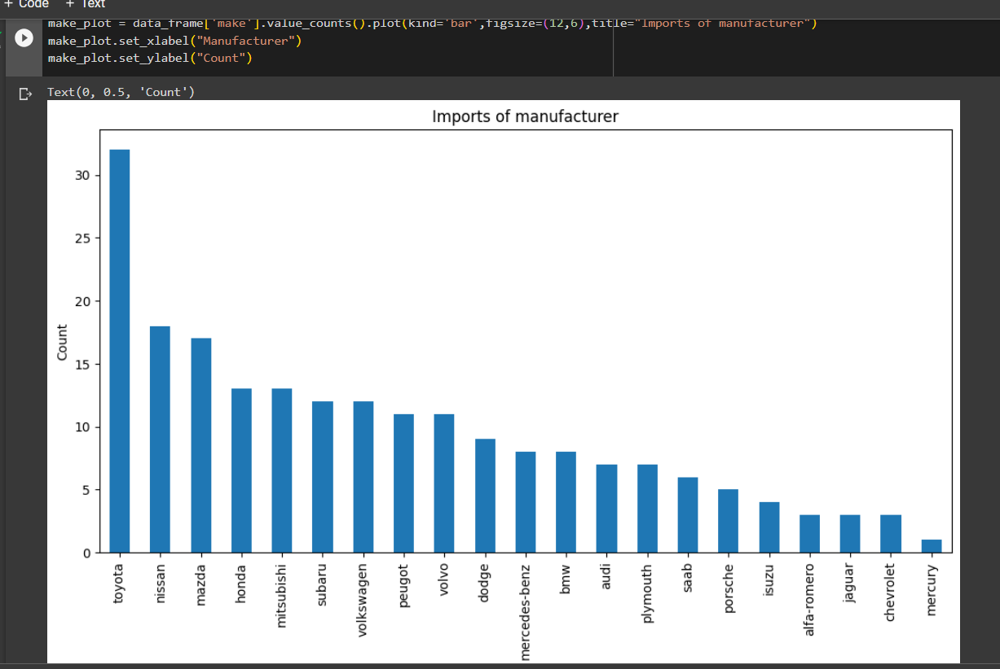 + Code + Text
make_plot = data_frame['make'].value_counts().plot(kind='bar',figsize=(12,6),title="Imports of manufacturer")
make_plot.set_xlabel("Manufacturer")
make_plot.set_ylabel("Count")
Text(0, 0.5, 'Count')
Imports of manufacturer
30
25
20
15
10
5
0
Count
toyota
nissan
mazda
honda
mitsubishi
subaru
volkswagen
peugot
volvo
dodge
mercedes-benz
bmw
audi
plymouth
saab
porsche
isuzu
alfa-romero
jaguar
chevrolet
mercury